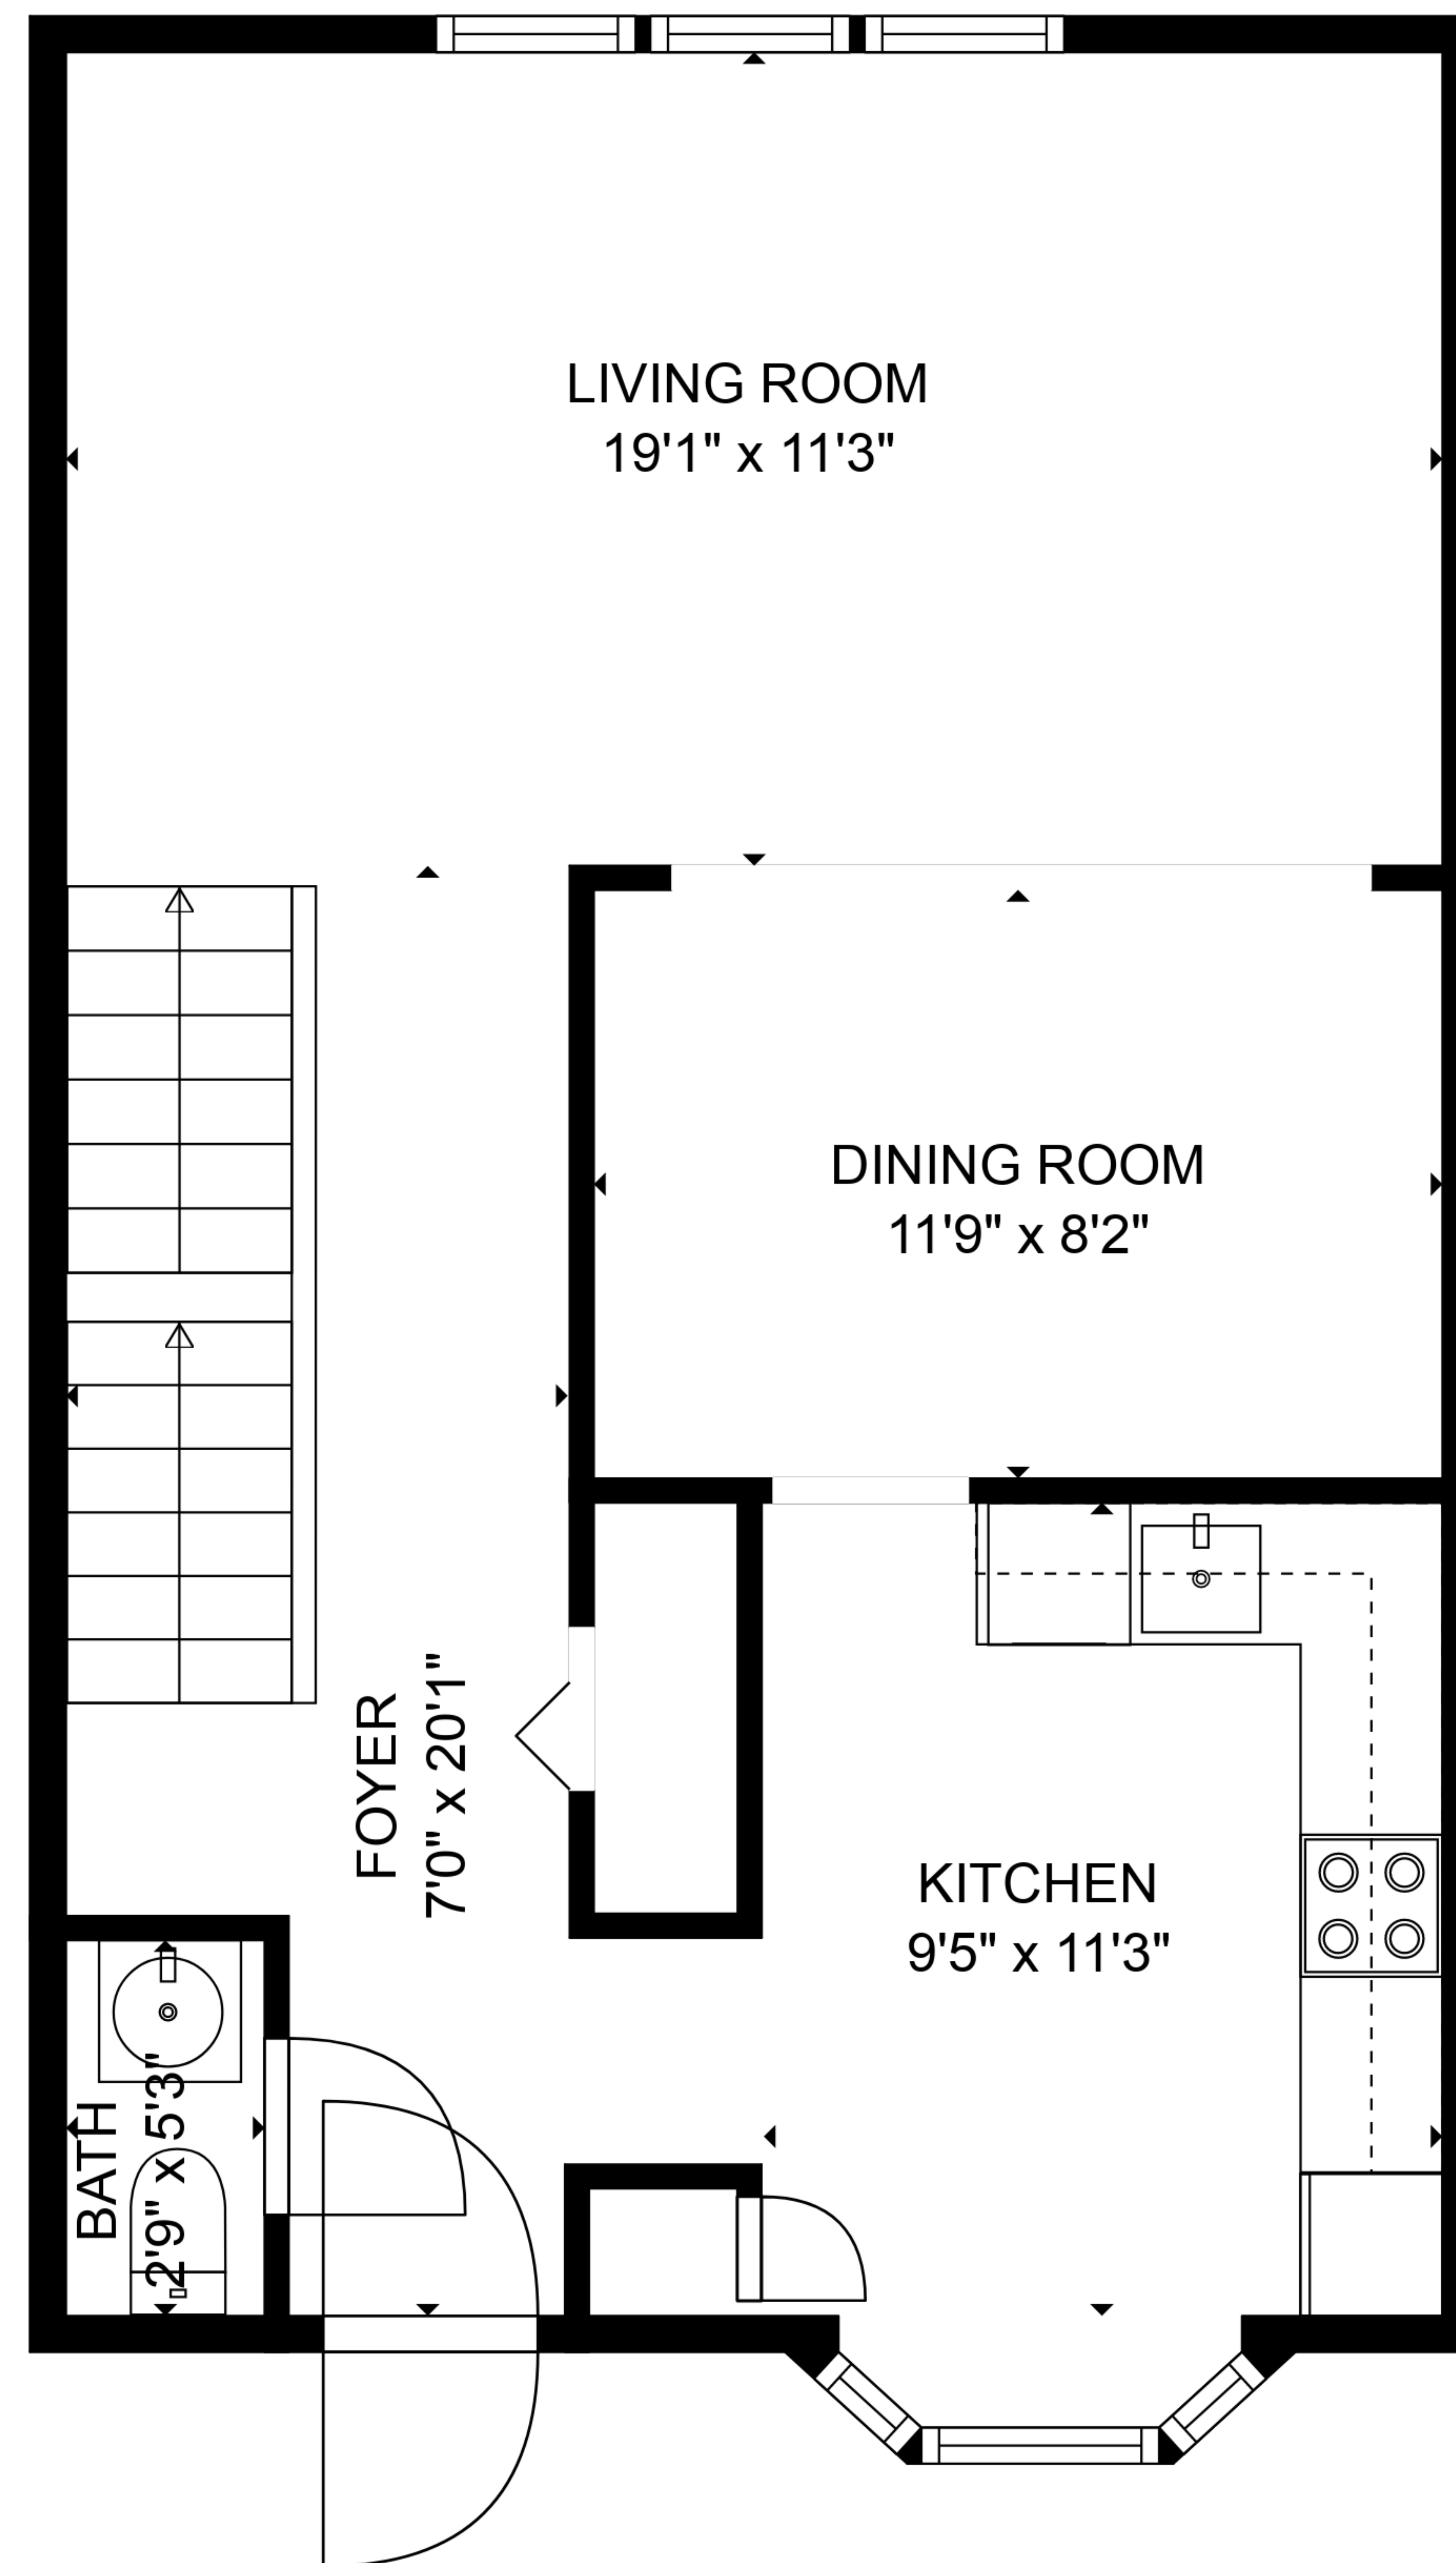 LIVING ROOM
19'1" x 11'3"
DINING ROOM
11'9" x 8'2"
FOYER
7'0" x 20'1"
KITCHEN
9'5" x 11'3"
BATH
2'9" x 5'3"